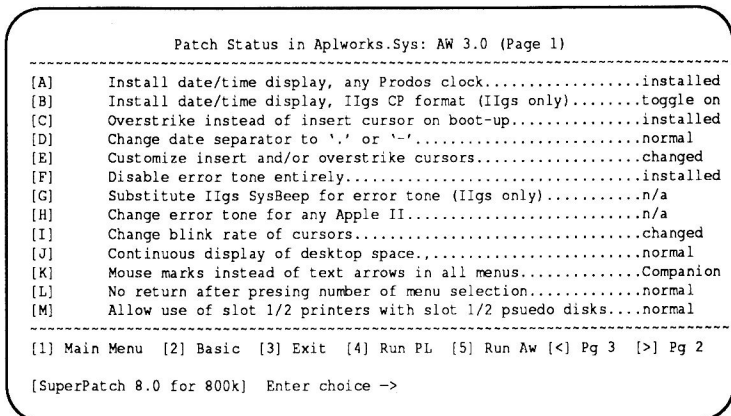 Patch Status in Aplworks.Sys: AW 3.0 (Page 1)
[A] Install date/time display, any Prodos clock..................installed
[B] Install date/time display, IIgs CP format (IIgs only)........toggle on
[C] Overstrike instead of insert cursor on boot-up...............installed
[D] Change date separator to '.' or '-'..........................normal
[E] Customize insert and/or overstrike cursors...................changed
[F] Disable error tone entirely..................................installed
[G] Substitute IIgs SysBeep for error tone (IIgs only)...........n/a
[H] Change error tone for any Apple II...........................n/a
[I] Change blink rate of cursors.................................changed
[J] Continuous display of desktop space.,........................normal
[K] Mouse marks instead of text arrows in all menus..............Companion
[L] No return after presing number of menu selection.............normal
[M] Allow use of slot 1/2 printers with slot 1/2 psuedo disks....normal
[1] Main Menu [2] Basic [3] Exit [4] Run PL [5] Run Aw [<] Pg 3 [>] Pg 2
[SuperPatch 8.0 for 800k] Enter choice ->